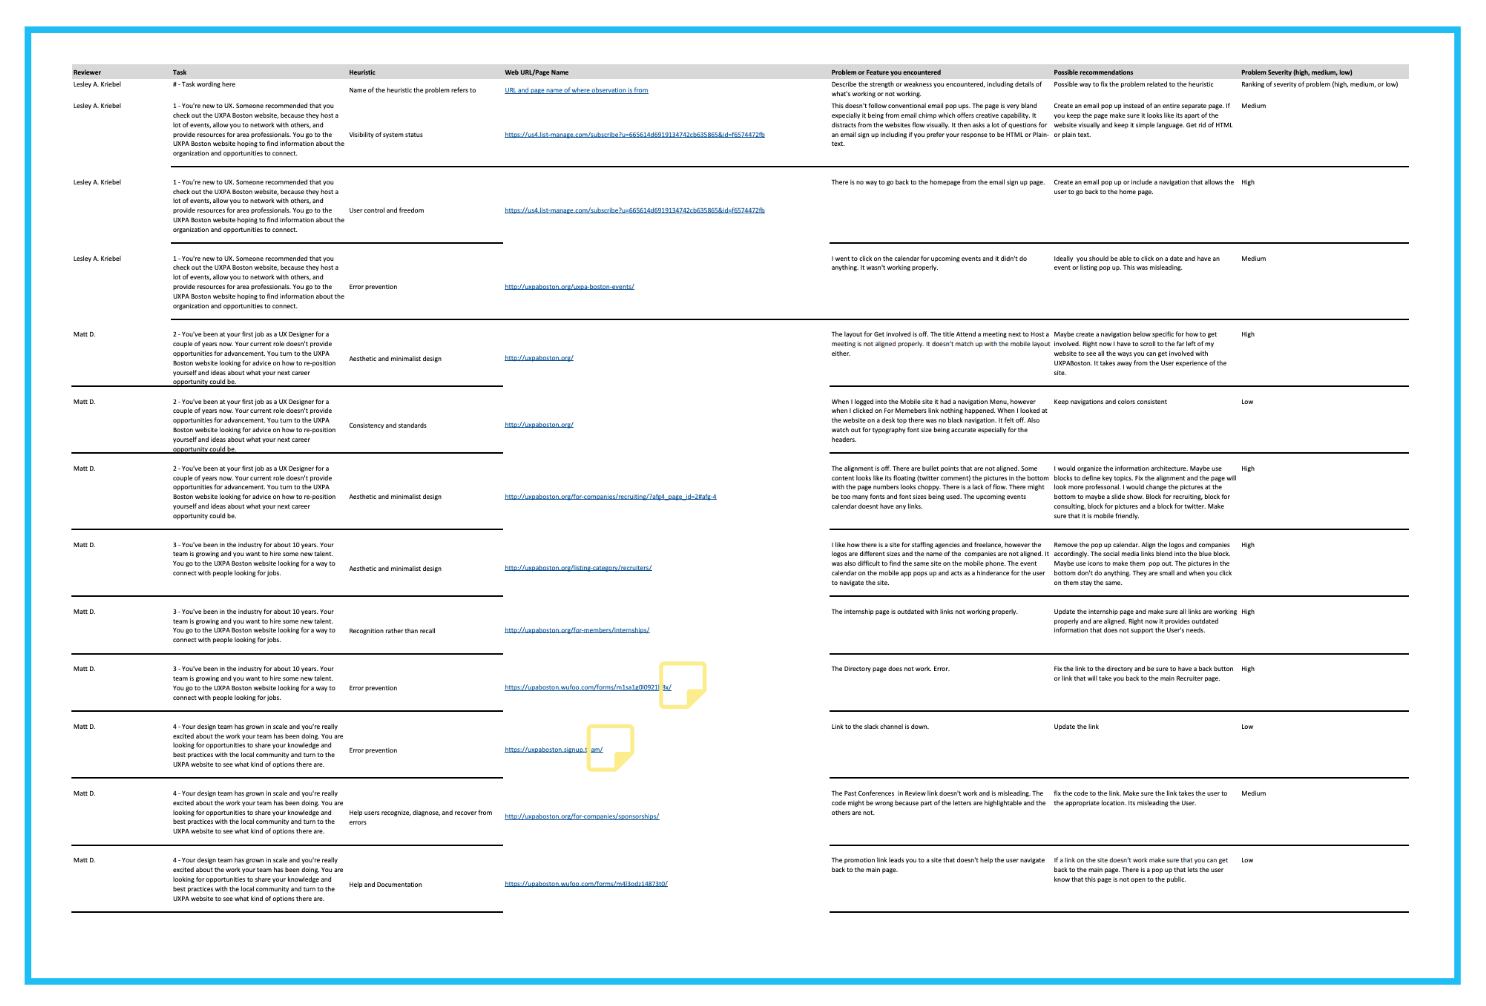 Reviewer Task Heuristic Web URL/Page Name Problem or Feature you encountered Possible recommendations Problem Severity (high, medium, low)
Lesley A. Kriebel
# - Task wording here
Name of the heuristic the problem refers to
URL and page name of where observation is from
Describe the strength or weakness you encountered, including details of
what's working or not working.
Possible way to fix the problem related to the heuristic
Ranking of severity of problem (high, medium, or low)
Lesley A. Kriebel
1 - You're new to UX. Someone recommended that you
check out the UXPA Boston website, because they host a
lot of events, allow you to network with others, and
provide resources for area professionals. You go to the
UXPA Boston website hoping to find information about the
organization and opportunities to connect.
Visibility of system status
https://us4.list-manage.com/subscribe?u=665614d6919134742cb635865&id=f6574472fb
This doesn't follow conventional email pop ups. The page is very bland
expecially it being from email chimp which offers creative capability. It
distracts from the websites flow visually. It then asks a lot of questions for
an email sign up including if you prefer your response to be HTML or Plain-
text.
Create an email pop up instead of an entire separate page. If
you keep the page make sure it looks like its apart of the
website visually and keep it simple language. Get rid of HTML
or plain text.
Medium
Lesley A. Kriebel
1 - You're new to UX. Someone recommended that you
check out the UXPA Boston website, because they host a
lot of events, allow you to network with others, and
provide resources for area professionals. You go to the
UXPA Boston website hoping to find information about the
organization and opportunities to connect.
User control and freedom
https://us4.list-manage.com/subscribe?u=665614d6919134742cb635865&id=f6574472fb
There is no way to go back to the homepage from the email sign up page.
Create an email pop up or include a navigation that allows the
user to go back to the home page.
High
Lesley A. Kriebel
1 - You're new to UX. Someone recommended that you
check out the UXPA Boston website, because they host a
lot of events, allow you to network with others, and
provide resources for area professionals. You go to the
UXPA Boston website hoping to find information about the
organization and opportunities to connect.
Error prevention
http://uxpaboston.org/uxpa-boston-events/
I went to click on the calendar for upcoming events and it didn't do
anything. It wasn't working properly.
Ideally you should be able to click on a date and have an
event or listing pop up. This was misleading.
Medium
Matt D.
2 - You've been at your first job as a UX Designer for a
couple of years now. Your current role doesn't provide
opportunities for advancement. You turn to the UXPA
Boston website looking for advice on how to re-position
yourself and ideas about what your next career
opportunity could be.
Aesthetic and minimalist design
http://uxpaboston.org/
The layout for Get involved is off. The title Attend a meeting next to Host a
meeting is not aligned properly. It doesn't match up with the mobile layout
either.
Maybe create a navigation below specific for how to get
involved. Right now I have to scroll to the far left of my
website to see all the ways you can get involved with
UXPABoston. It takes away from the User experience of the
site.
High
Matt D.
2 - You've been at your first job as a UX Designer for a
couple of years now. Your current role doesn't provide
opportunities for advancement. You turn to the UXPA
Boston website looking for advice on how to re-position
yourself and ideas about what your next career
opportunity could be.
Consistency and standards
http://uxpaboston.org/
When I logged into the Mobile site it had a navigation Menu, however
when I clicked on For Memebers link nothing happened. When I looked at
the website on a desk top there was no black navigation. It felt off. Also
watch out for typography font size being accurate especially for the
headers.
Keep navigations and colors consistent
Low
Matt D.
2 - You've been at your first job as a UX Designer for a
couple of years now. Your current role doesn't provide
opportunities for advancement. You turn to the UXPA
Boston website looking for advice on how to re-position
yourself and ideas about what your next career
opportunity could be.
Aesthetic and minimalist design
http://uxpaboston.org/for-companies/recruiting/?afg4_page_id=2#afg-4
The alignment is off. There are bullet points that are not aligned. Some
content looks like its floating (twitter comment) the pictures in the bottom
with the page numbers looks choppy. There is a lack of flow. There might
be too many fonts and font sizes being used. The upcoming events
calendar doesnt have any links.
I would organize the information architecture. Maybe use
blocks to define key topics. Fix the alignment and the page will
look more professonal. I would change the pictures at the
bottom to maybe a slide show. Block for recruiting, block for
consulting, block for pictures and a block for twitter. Make
sure that it is mobile friendly.
High
Matt D.
3 - You've been in the industry for about 10 years. Your
team is growing and you want to hire some new talent.
You go to the UXPA Boston website looking for a way to
connect with people looking for jobs.
Aesthetic and minimalist design
http://uxpaboston.org/listing-category/recruiters/
I like how there is a site for staffing agencies and freelance, however the
logos are different sizes and the name of the companies are not aligned. It
was also difficult to find the same site on the mobile phone. The event
calendar on the mobile app pops up and acts as a hinderance for the user
to navigate the site.
Remove the pop up calendar. Align the logos and companies
accordingly. The social media links blend into the blue block.
Maybe use icons to make them pop out. The pictures in the
bottom don't do anything. They are small and when you click
on them stay the same.
High
Matt D.
3 - You've been in the industry for about 10 years. Your
team is growing and you want to hire some new talent.
You go to the UXPA Boston website looking for a way to
connect with people looking for jobs.
Recognition rather than recall
http://uxpaboston.org/for-members/internships/
The internship page is outdated with links not working properly.
Update the internship page and make sure all links are working
properly and are aligned. Right now it provides outdated
information that does not support the User's needs.
High
Matt D.
3 - You've been in the industry for about 10 years. Your
team is growing and you want to hire some new talent.
You go to the UXPA Boston website looking for a way to
connect with people looking for jobs.
Error prevention
The Directory page does not work. Error.
Fix the link to the directory and be sure to have a back button
or link that will take you back to the main Recruiter page.
High
Matt D.
4 - Your design team has grown in scale and you're really
excited about the work your team has been doing. You are
looking for opportunities to share your knowledge and
best practices with the local community and turn to the
UXPA website to see what kind of options there are.
Error prevention
Link to the slack channel is down.
Update the link
Low
Matt D.
4 - Your design team has grown in scale and you're really
excited about the work your team has been doing. You are
looking for opportunities to share your knowledge and
best practices with the local community and turn to the
UXPA website to see what kind of options there are.
Help users recognize, diagnose, and recover from
errors
http://uxpaboston.org/for-companies/sponsorships/
The Past Conferences in Review link doesn't work and is misleading. The
code might be wrong because part of the letters are highlightable and the
others are not.
fix the code to the link. Make sure the link takes the user to
the appropriate location. Its misleading the User.
Medium
Matt D.
4 - Your design team has grown in scale and you're really
excited about the work your team has been doing. You are
looking for opportunities to share your knowledge and
best practices with the local community and turn to the
UXPA website to see what kind of options there are.
Help and Documentation
https://upaboston.wufoo.com/forms/m4l3odz14873t0/
The promotion link leads you to a site that doesn't help the user navigate
back to the main page.
If a link on the site doesn't work make sure that you can get
back to the main page. There is a pop up that lets the user
know that this page is not open to the public.
Low